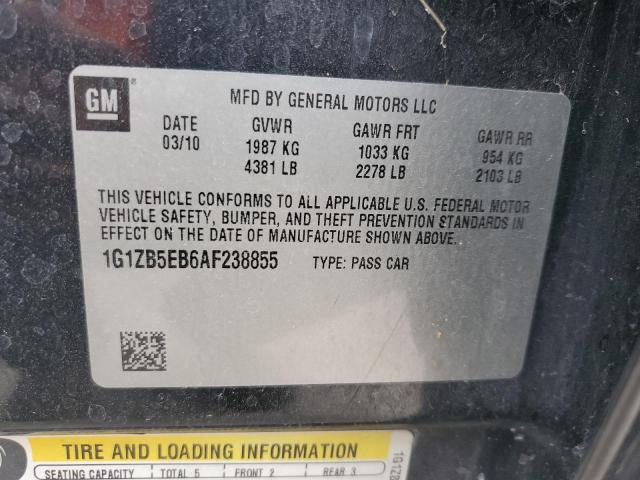 GM ®
MFD BY GENERAL MOTORS LLC
DATE GVWR GAWR FRT GAWR RR
03/10 1987 KG 1033 KG 954 KG
4381 LB 2278 LB 2103 LB
THIS VEHICLE CONFORMS TO ALL APPLICABLE U.S. FEDERAL MOTOR
VEHICLE SAFETY, BUMPER, AND THEFT PREVENTION STANDARDS IN
EFFECT ON THE DATE OF MANUFACTURE SHOWN ABOVE.
1G1ZB5EB6AF238855 TYPE: PASS CAR
TIRE AND LOADING INFORMATION
SEATING CAPACITY TOTAL 5 FRONT 2 REAR 3